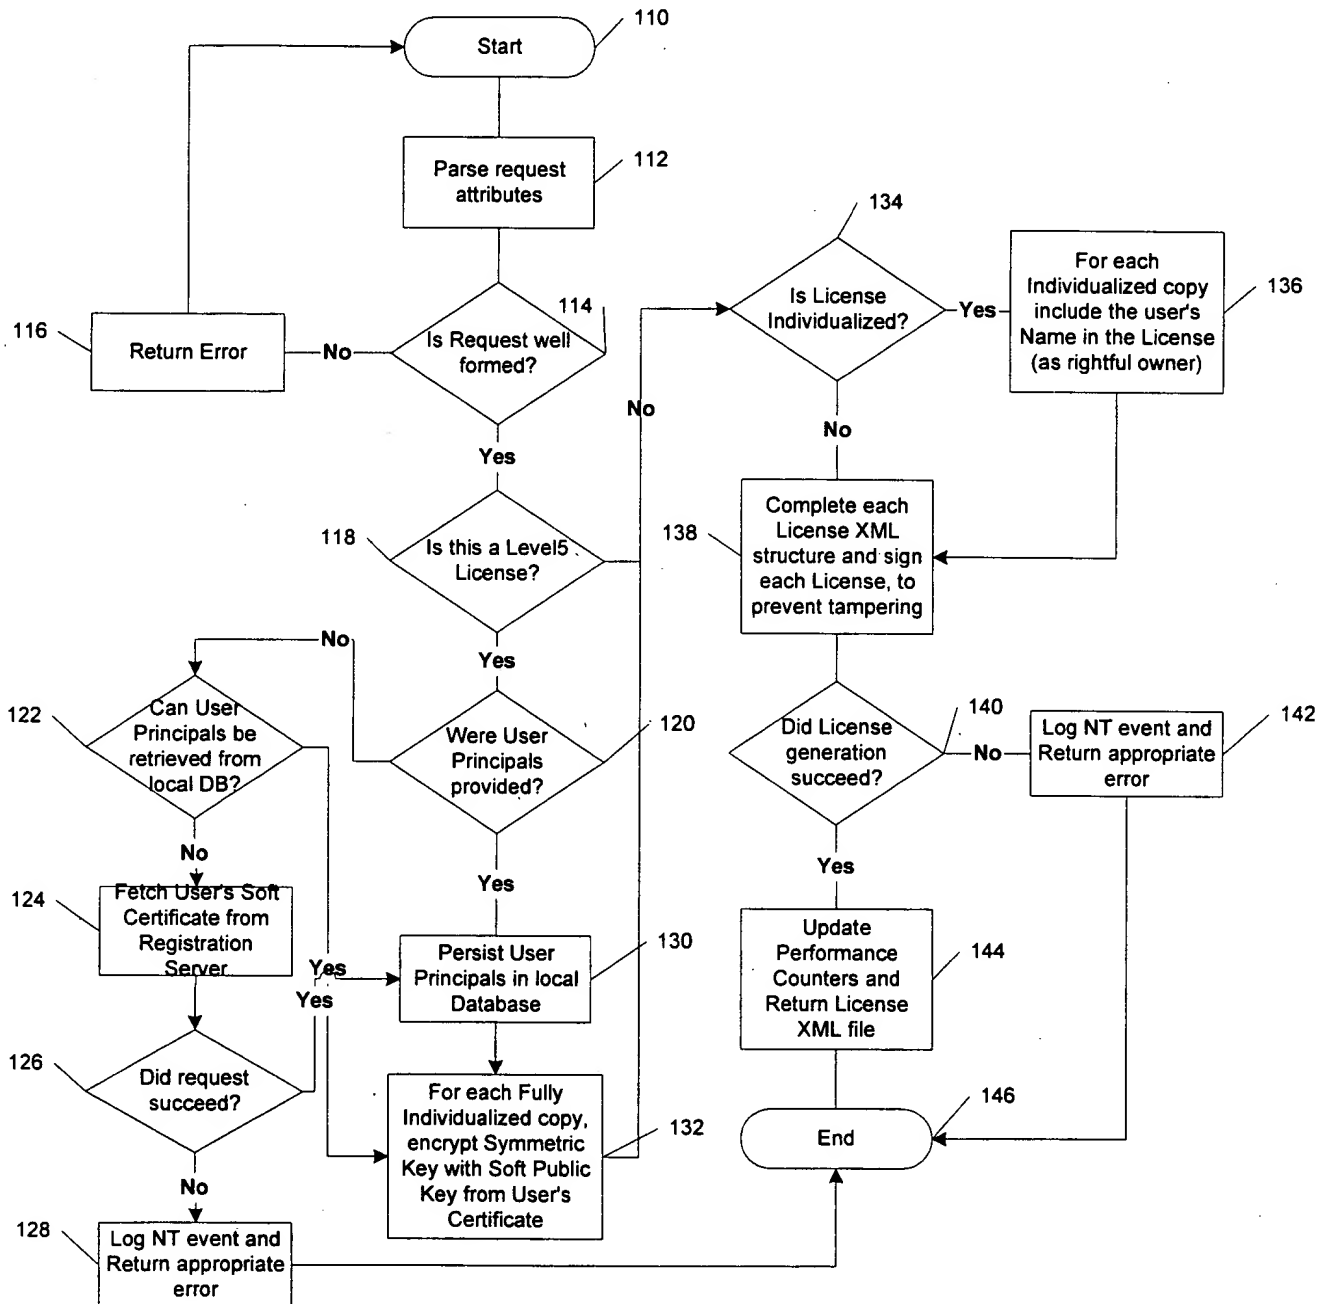 110
Start
112
Parse request
attributes
134
114
Is Request well
formed?
116
Return Error
No
Is License
Individualized?
Yes
For each
Individualized copy
include the user's
Name in the License
(as rightful owner)
136
No
No
Yes
118
Is this a Level5
License?
138
Complete each
License XML
structure and sign
each License, to
prevent tampering
No
Yes
122
Can User
Principals be
retrieved from
local DB?
Were User
Principals
provided?
120
Did License
generation
succeed?
140
No
Log NT event and
Return appropriate
error
142
No
Yes
Yes
124
Fetch User's Soft
Certificate from
Registration
Server
Yes
Yes
Persist User
Principals in local
Database
130
Update
Performance
Counters and
Return License
XML file
144
126
Did request
succeed?
For each Fully
Individualized copy,
encrypt Symmetric
Key with Soft Public
Key from User's
Certificate
132
End
146
No
128
Log NT event and
Return appropriate
error